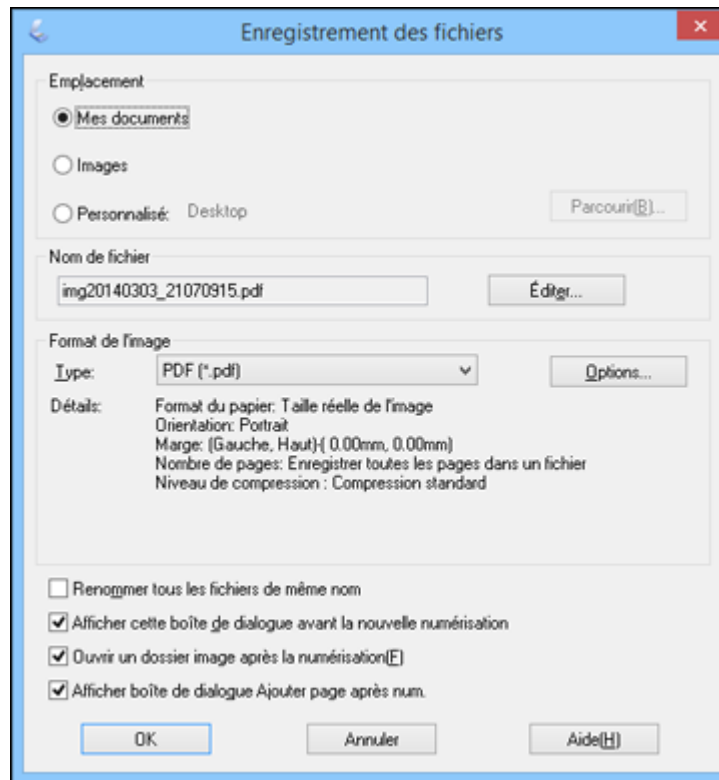 Enregistrement des fichiers
Emplacement
Mes documents
Images
Personnalisé: Desktop Parcourir(B)...
Nom de fichier
img20140303_21070915.pdf Éditer...
Format de l'image
Type: PDF (*.pdf) Options...
Détails: Format du papier: Taille réelle de l'image
Orientation: Portrait
Marge: (Gauche, Haut)-( 0.00mm, 0.00mm)
Nombre de pages: Enregistrer toutes les pages dans un fichier
Niveau de compression : Compression standard
Renommer tous les fichiers de même nom
Afficher cette boîte de dialogue avant la nouvelle numérisation
Ouvrir un dossier image après la numérisation(F)
Afficher boîte de dialogue Ajouter page après num.
OK Annuler Aide(H)